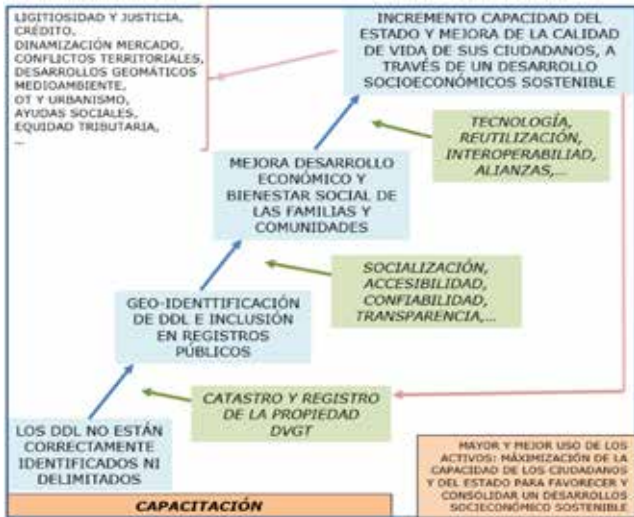 LIGITIOSIDAD Y JUSTICIA,
CRÉDITO,
DINAMIZACIÓN MERCADO,
CONFLICTOS TERRITORIALES,
DESARROLLOS GEOMÁTICOS
MEDIOAMBIENTE,
OT Y URBANISMO,
AYUDAS SOCIALES,
EQUIDAD TRIBUTARIA,
...
INCREMENTO CAPACIDAD DEL
ESTADO Y MEJORA DE LA CALIDAD
DE VIDA DE SUS CIUDADANOS, A
TRAVÉS DE UN DESARROLLO
SOCIOECONÓMICOS SOSTENIBLE
TECNOLOGÍA,
REUTILIZACIÓN,
INTEROPERABILIAD,
ALIANZAS,...
MEJORA DESARROLLO
ECONÓMICO Y
BIENESTAR SOCIAL DE
LAS FAMILIAS Y
COMUNIDADES
SOCIALIZACIÓN,
ACCESIBILIDAD,
CONFIABILIDAD,
TRANSPARENCIA,...
GEO-IDENTTIFICACIÓN
DE DDL E INCLUSIÓN
EN REGISTROS
PÚBLICOS
CATASTRO Y REGISTRO
DE LA PROPIEDAD
DVGT
LOS DDL NO ESTÁN
CORRECTAMENTE
IDENTIFICADOS NI
DELIMITADOS
CAPACITACIÓN
MAYOR Y MEJOR USO DE LOS
ACTIVOS: MÁXIMIZACIÓN DE LA
CAPACIDAD DE LOS CIUDADANOS
Y DEL ESTADO PARA FAVORECER Y
CONSOLIDAR UN DESARROLLOS
SOCIOECONÓMICO SOSTENIBLE